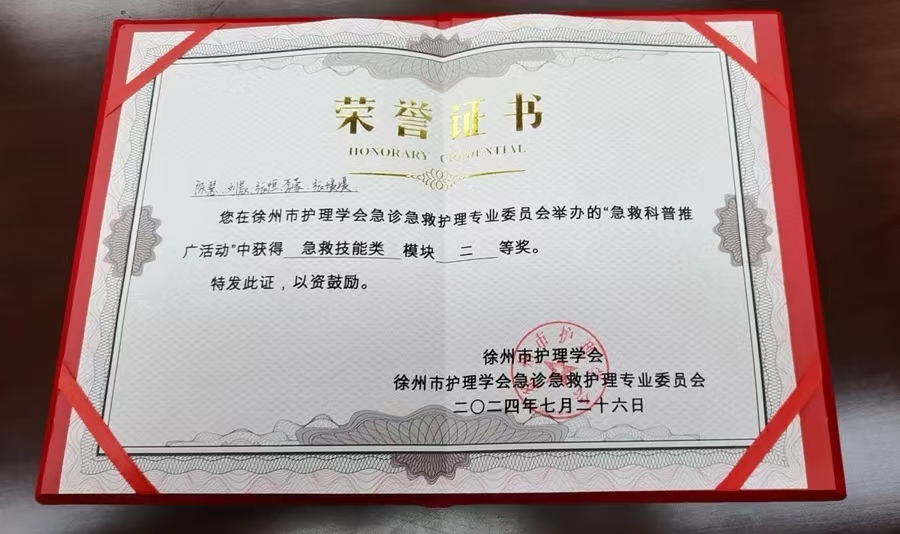 荣誉证书
HONORARY CREDENTIAL
您在徐州市护理学会急诊急救护理专业委员会举办的“急救科普推
广活动”中获得 急救技能类 模块 二 等奖。
特发此证，以资鼓励。
徐州市护理学会
徐州市护理学会急诊急救护理专业委员会
二〇二四年七月二十六日